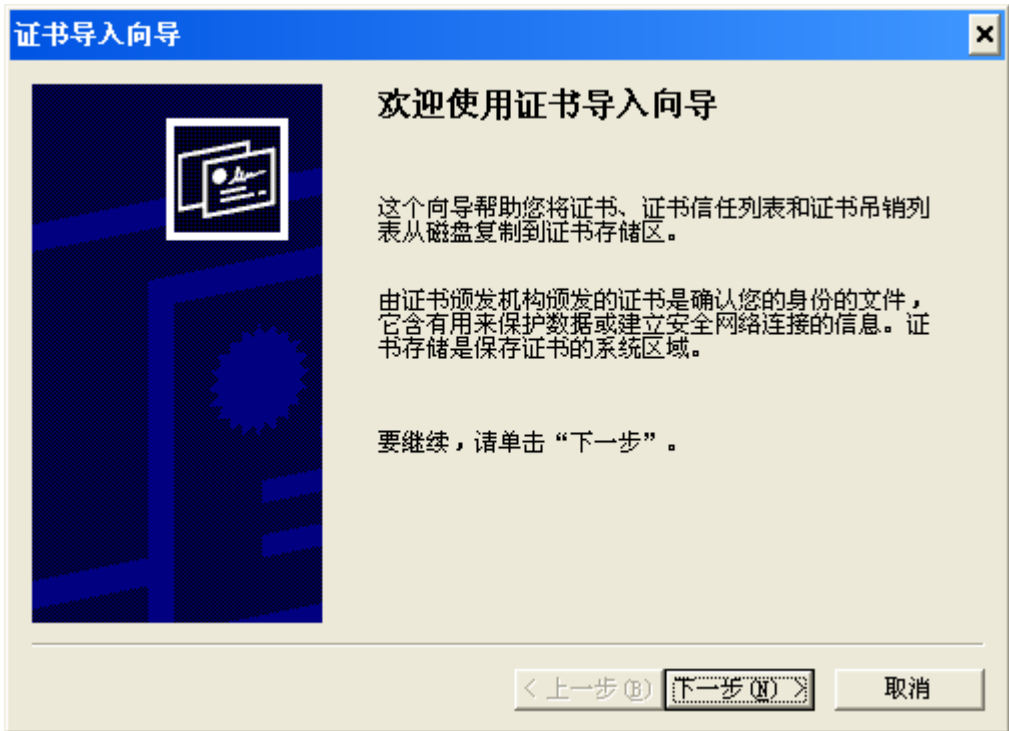 证书导入向导
欢迎使用证书导入向导
这个向导帮助您将证书、证书信任列表和证书吊销列
表从磁盘复制到证书存储区。
由证书颁发机构颁发的证书是确认您的身份的文件，
它含有用来保护数据或建立安全网络连接的信息。证
书存储是保存证书的系统区域。
要继续，请单击“下一步”。
< 上一步(B) 下一步(N) > 取消